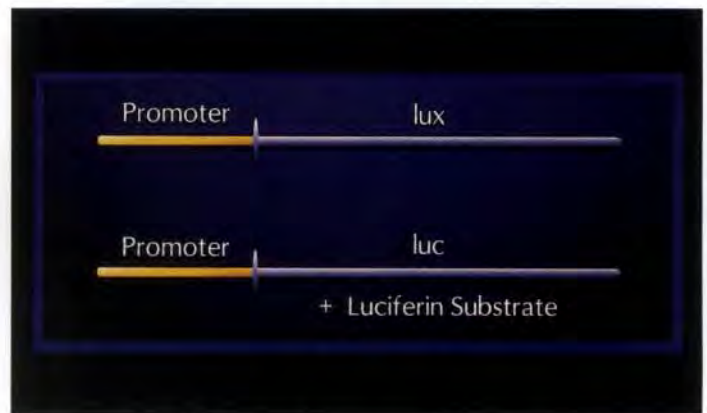 Promoter lux
Promoter luc
+ Luciferin Substrate